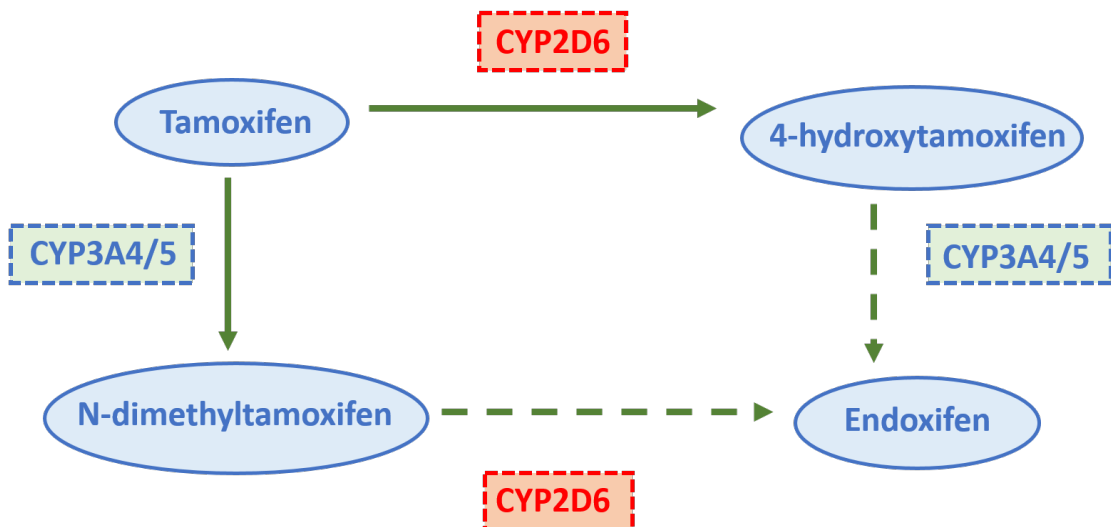 CYP2D6
Tamoxifen
4-hydroxytamoxifen
CYP3A4/5
CYP3A4/5
N-dimethyltamoxifen
Endoxifen
CYP2D6